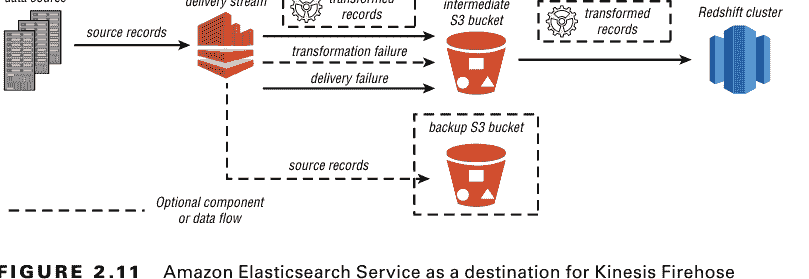 data source
delivery stream
transformed
records
intermediate
S3 bucket
transformed
records
Redshift cluster
source records
transformation failure
delivery failure
backup S3 bucket
source records
Optional component
or data flow
FIGURE 2.11 Amazon Elasticsearch Service as a destination for Kinesis Firehose